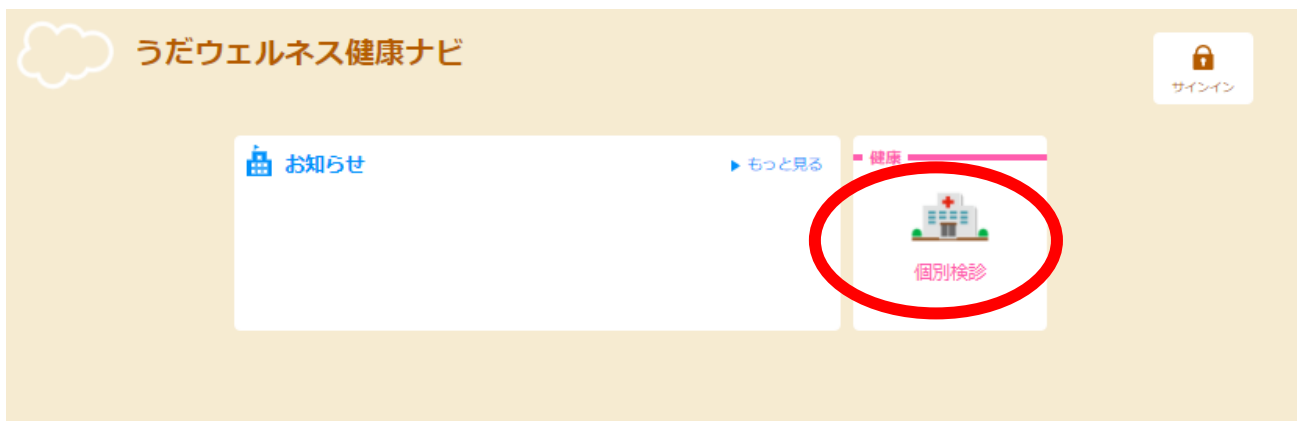 うだウェルネス健康ナビ
サインイン
お知らせ
もっと見る
健康
個別検診